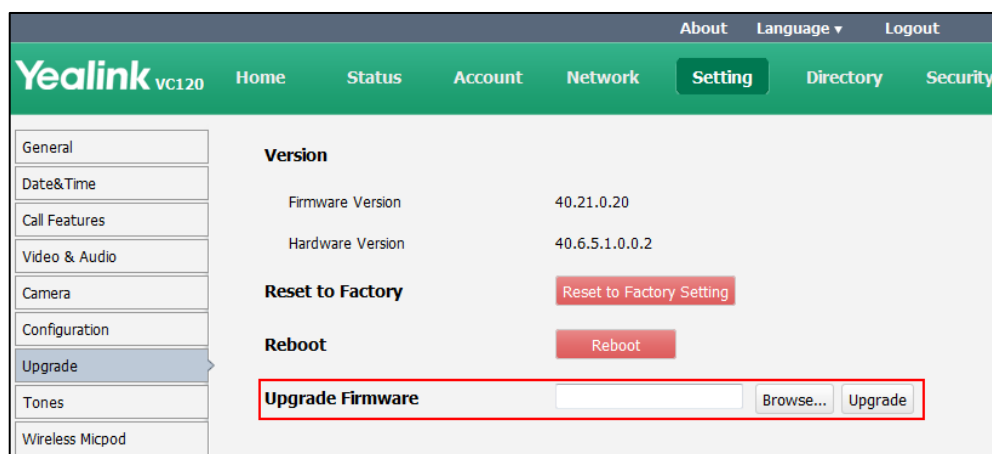 About Language ▾ Logout
Yealink VC120 Home Status Account Network Setting Directory Security
General
Date&Time
Call Features
Video & Audio
Camera
Configuration
Upgrade
Tones
Wireless Micpod
Version
Firmware Version 40.21.0.20
Hardware Version 40.6.5.1.0.0.2
Reset to Factory Reset to Factory Setting
Reboot Reboot
Upgrade Firmware Browse... Upgrade